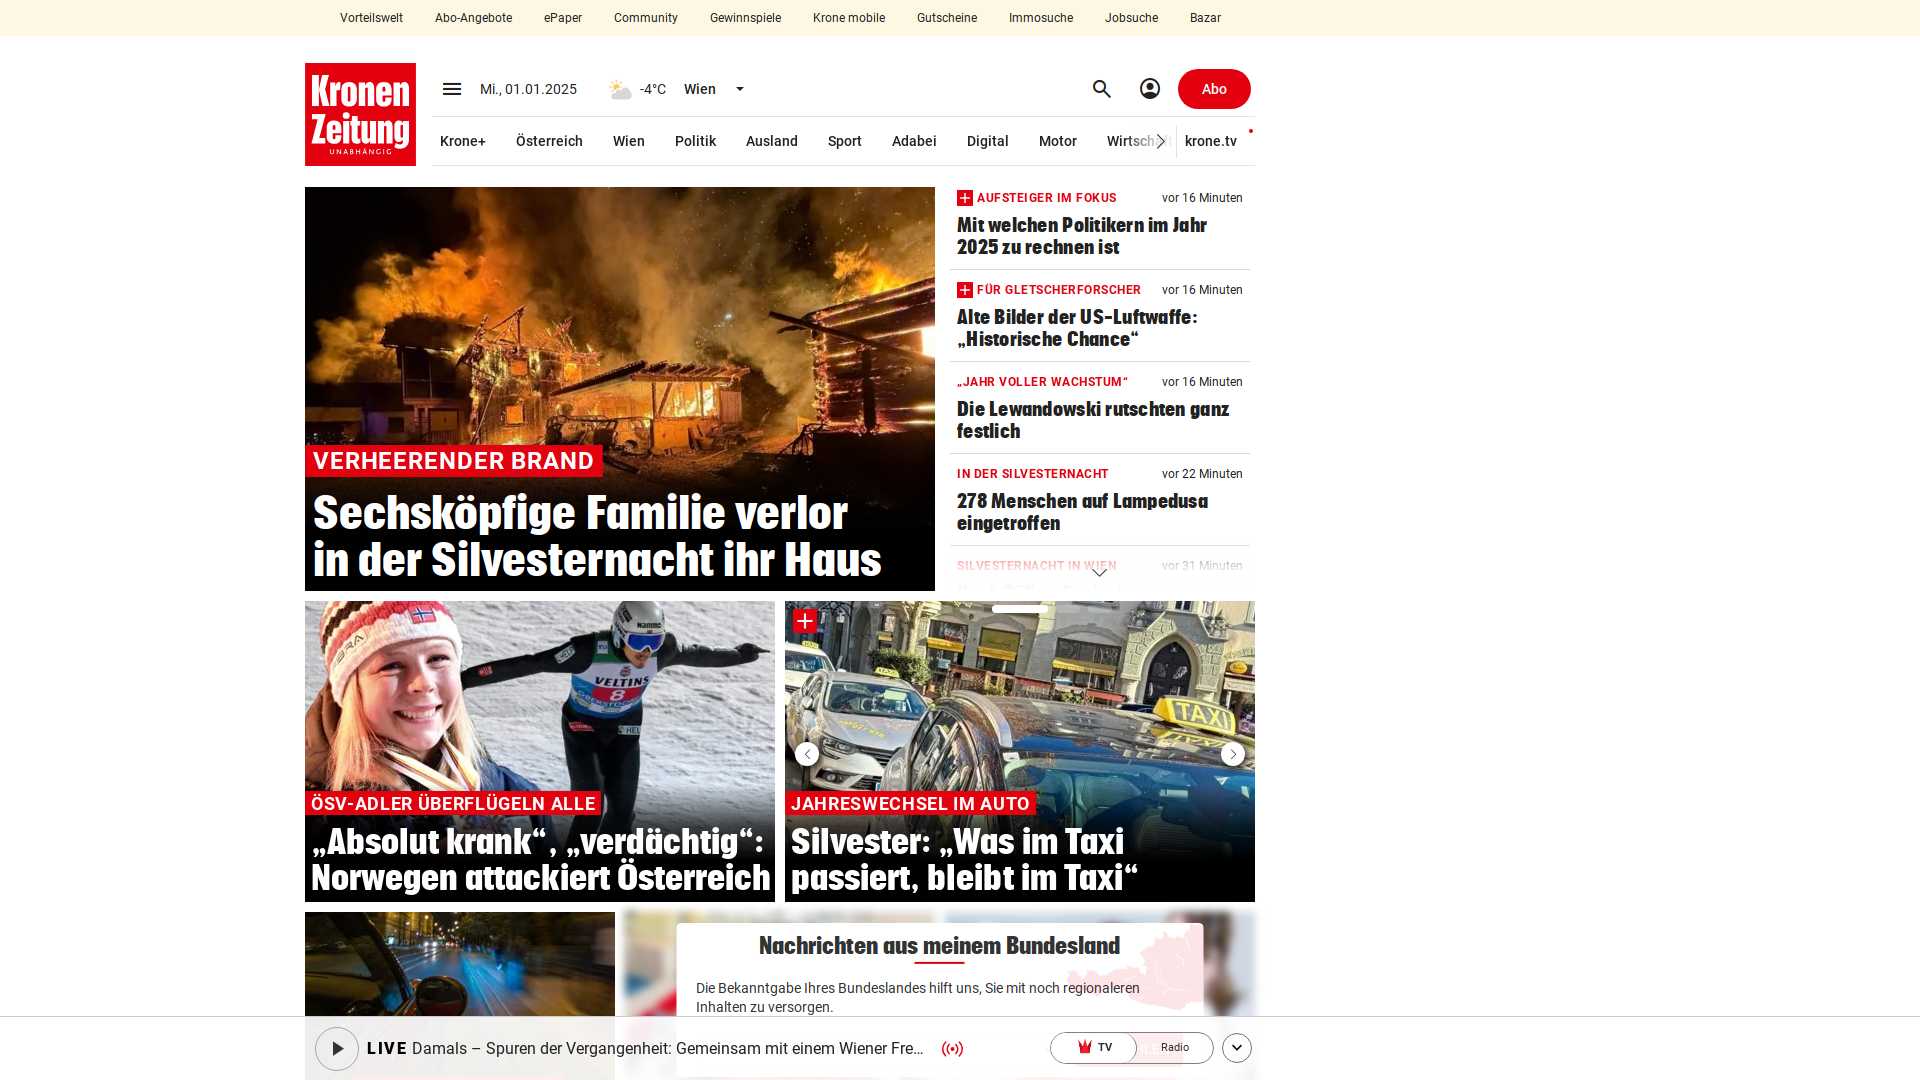 Vorteilswelt
Abo-Angebote
ePaper
Community
Gewinnspiele
Krone mobile
Gutscheine
Immosuche
Jobsuche
Bazar
Kronen
Zeitung
UNABHÄNGIG
Mi., 01.01.2025
-4°C
Wien
Abo
Krone+
Österreich
Wien
Politik
Ausland
Sport
Adabei
Digital
Motor
krone.tv
VERHEERENDER BRAND
Sechsköpfige Familie verlor
in der Silvesternacht ihr Haus
AUFSTEIGER IM FOKUS
vor 16 Minuten
Mit welchen Politikern im Jahr
2025 zu rechnen ist
FÜR GLETSCHERFORSCHER
vor 16 Minuten
Alte Bilder der US-Luftwaffe:
„Historische Chance“
„JAHR VOLLER WACHSTUM“
vor 16 Minuten
Die Lewandowski rutschten ganz
festlich
IN DER SILVESTERNACHT
vor 22 Minuten
278 Menschen auf Lampedusa
eingetroffen
SILVESTERNACHT IN WIEN
vor 31 Minuten
VELTINS
8
ÖSV-ADLER ÜBERFLÜGELN ALLE
„Absolut krank“, „verdächtig“:
Norwegen attackiert Österreich
TAXI
JAHRESWECHSEL IM AUTO
Silvester: „Was im Taxi
passiert, bleibt im Taxi“
Nachrichten aus meinem Bundesland
Die Bekanntgabe Ihres Bundeslandes hilft uns, Sie mit noch regionaleren
Inhalten zu versorgen.
LIVE Damals – Spuren der Vergangenheit: Gemeinsam mit einem Wiener Fre...
TV
Radio